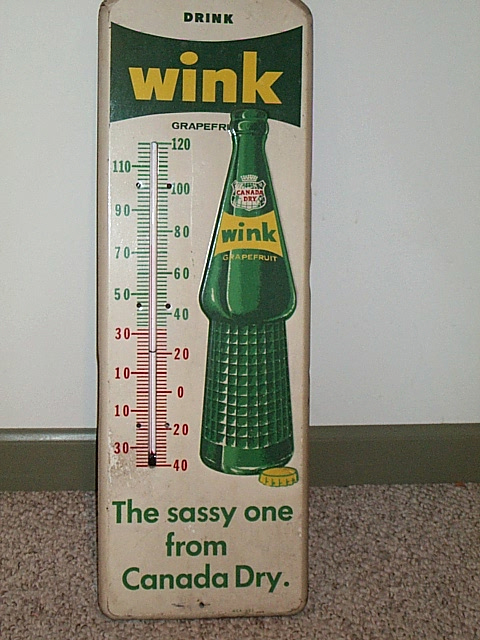 DRINK
wink
GRAPEFRU
120
110
100
90
80
70
60
50
40
30
20
10
0
10
20
30
40
CANADA
DRY
wink
GRAPEFRUIT
The sassy one
from
Canada Dry.